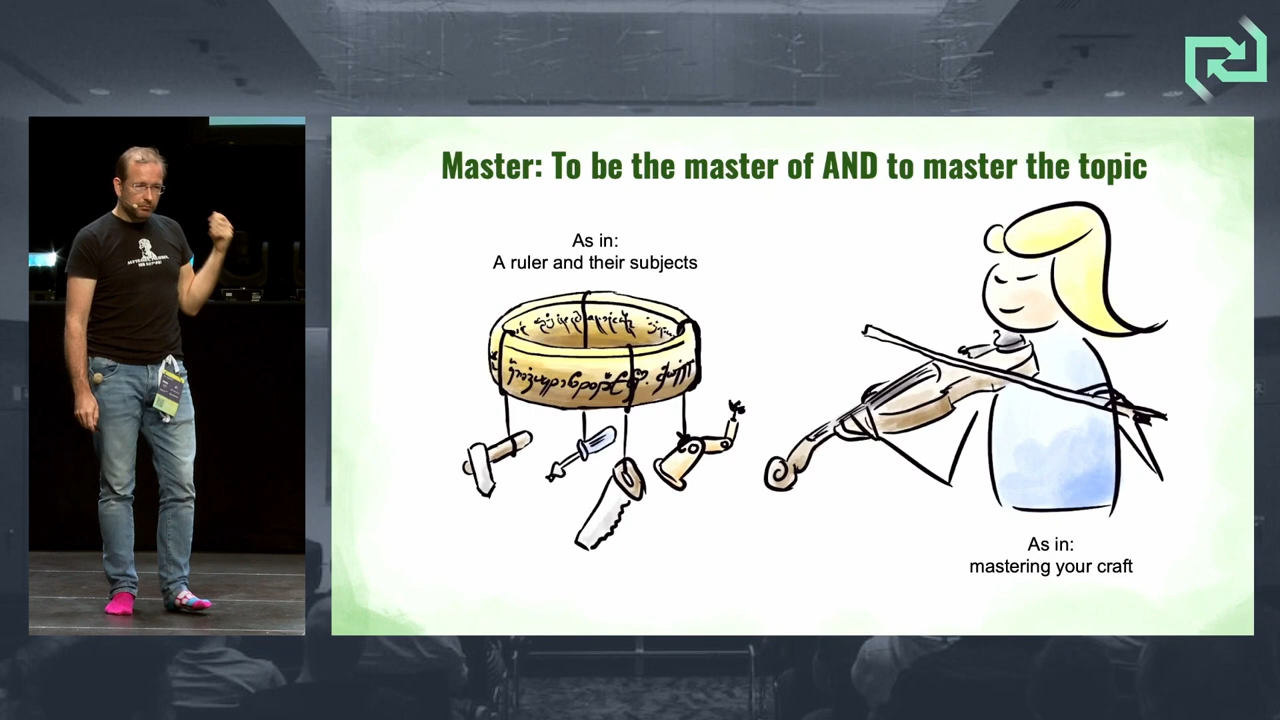 Master: To be the master of AND to master the topic
As in:
A ruler and their subjects
As in:
mastering your craft